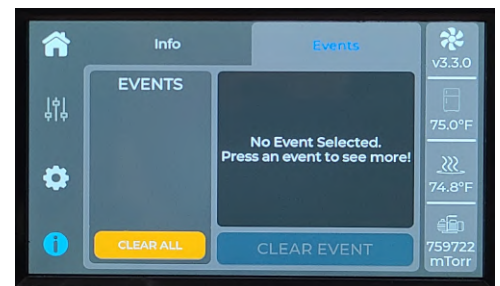 Info
Events
v3.3.0
EVENTS
No Event Selected.
Press an event to see more!
75.0°F
74.8°F
CLEAR ALL
CLEAR EVENT
759722
mTorr